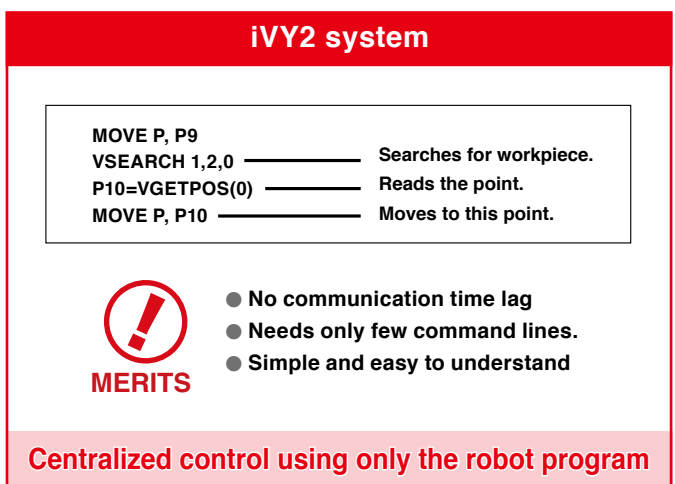 iVY2 system
MOVE P, P9
VSEARCH 1,2,0 Searches for workpiece.
P10=VGETPOS(0) Reads the point.
MOVE P, P10 Moves to this point.
● No communication time lag
● Needs only few command lines.
● Simple and easy to understand
MERITS
Centralized control using only the robot program